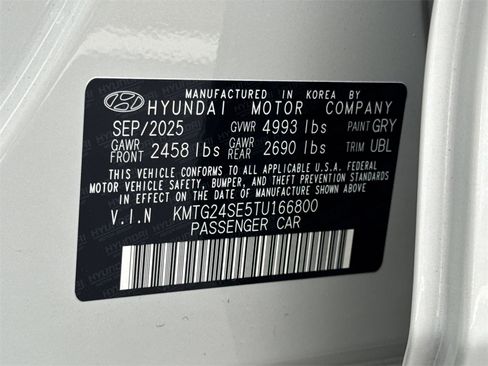 MANUFACTURED IN KOREA BY
HYUNDAI MOTOR COMPANY
SEP/2025 GVWR 4993 lbs PAINT GRY
GAWR FRONT 2458 lbs GAWR REAR 2690 lbs TRIM UBL
THIS VEHICLE CONFORMS TO ALL APPLICABLE U.S.A. FEDERAL
MOTOR VEHICLE SAFETY, BUMPER, AND THEFT PREVENTION
STANDARDS IN EFFECT ON THE DATE OF MANUFACTURE SHOWN
ABOVE.
V.I.N KMTG24SE5TU166800
PASSENGER CAR